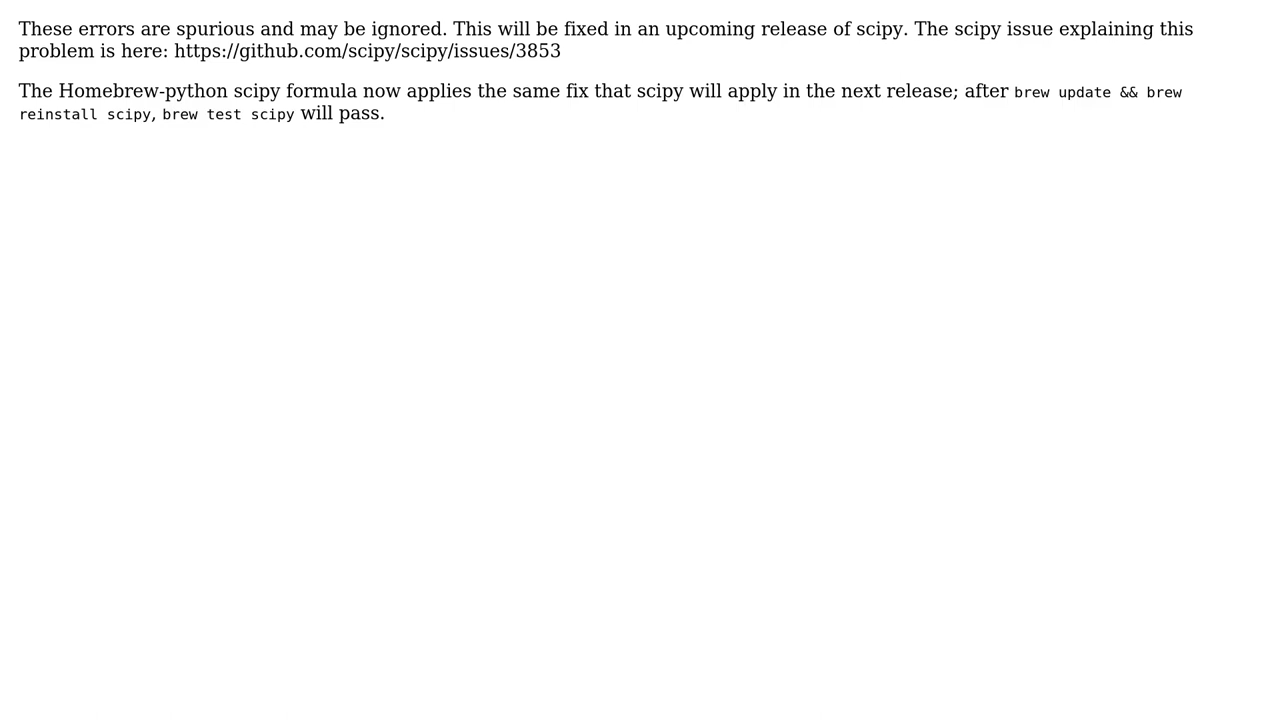 These errors are spurious and may be ignored. This will be fixed in an upcoming release of scipy. The scipy issue explaining this
problem is here: https://github.com/scipy/scipy/issues/3853
The Homebrew-python scipy formula now applies the same fix that scipy will apply in the next release; after brew update && brew
reinstall scipy, brew test scipy will pass.